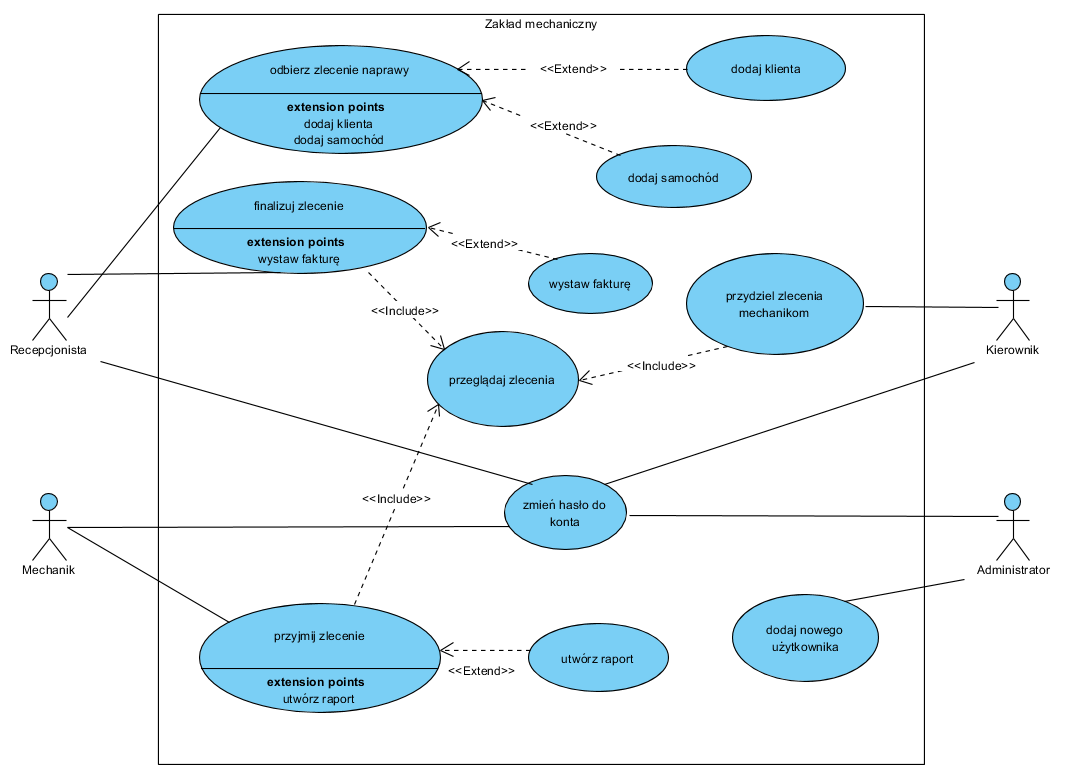 Zakład mechaniczny
odbierz zlecenie naprawy
extension points
dodaj klienta
dodaj samochód
<<Extend>>
dodaj klienta
<<Extend>>
dodaj samochód
finalizuj zlecenie
extension points
wystaw fakturę
<<Extend>>
wystaw fakturę
przydziel zlecenia
mechanikom
<<Include>>
Recepcjonista
Kierownik
<<Include>>
przeglądaj zlecenia
<<Include>>
zmień hasło do
konta
Mechanik
Administrator
przyjmij zlecenie
extension points
utwórz raport
<<Extend>>
utwórz raport
dodaj nowego
użytkownika